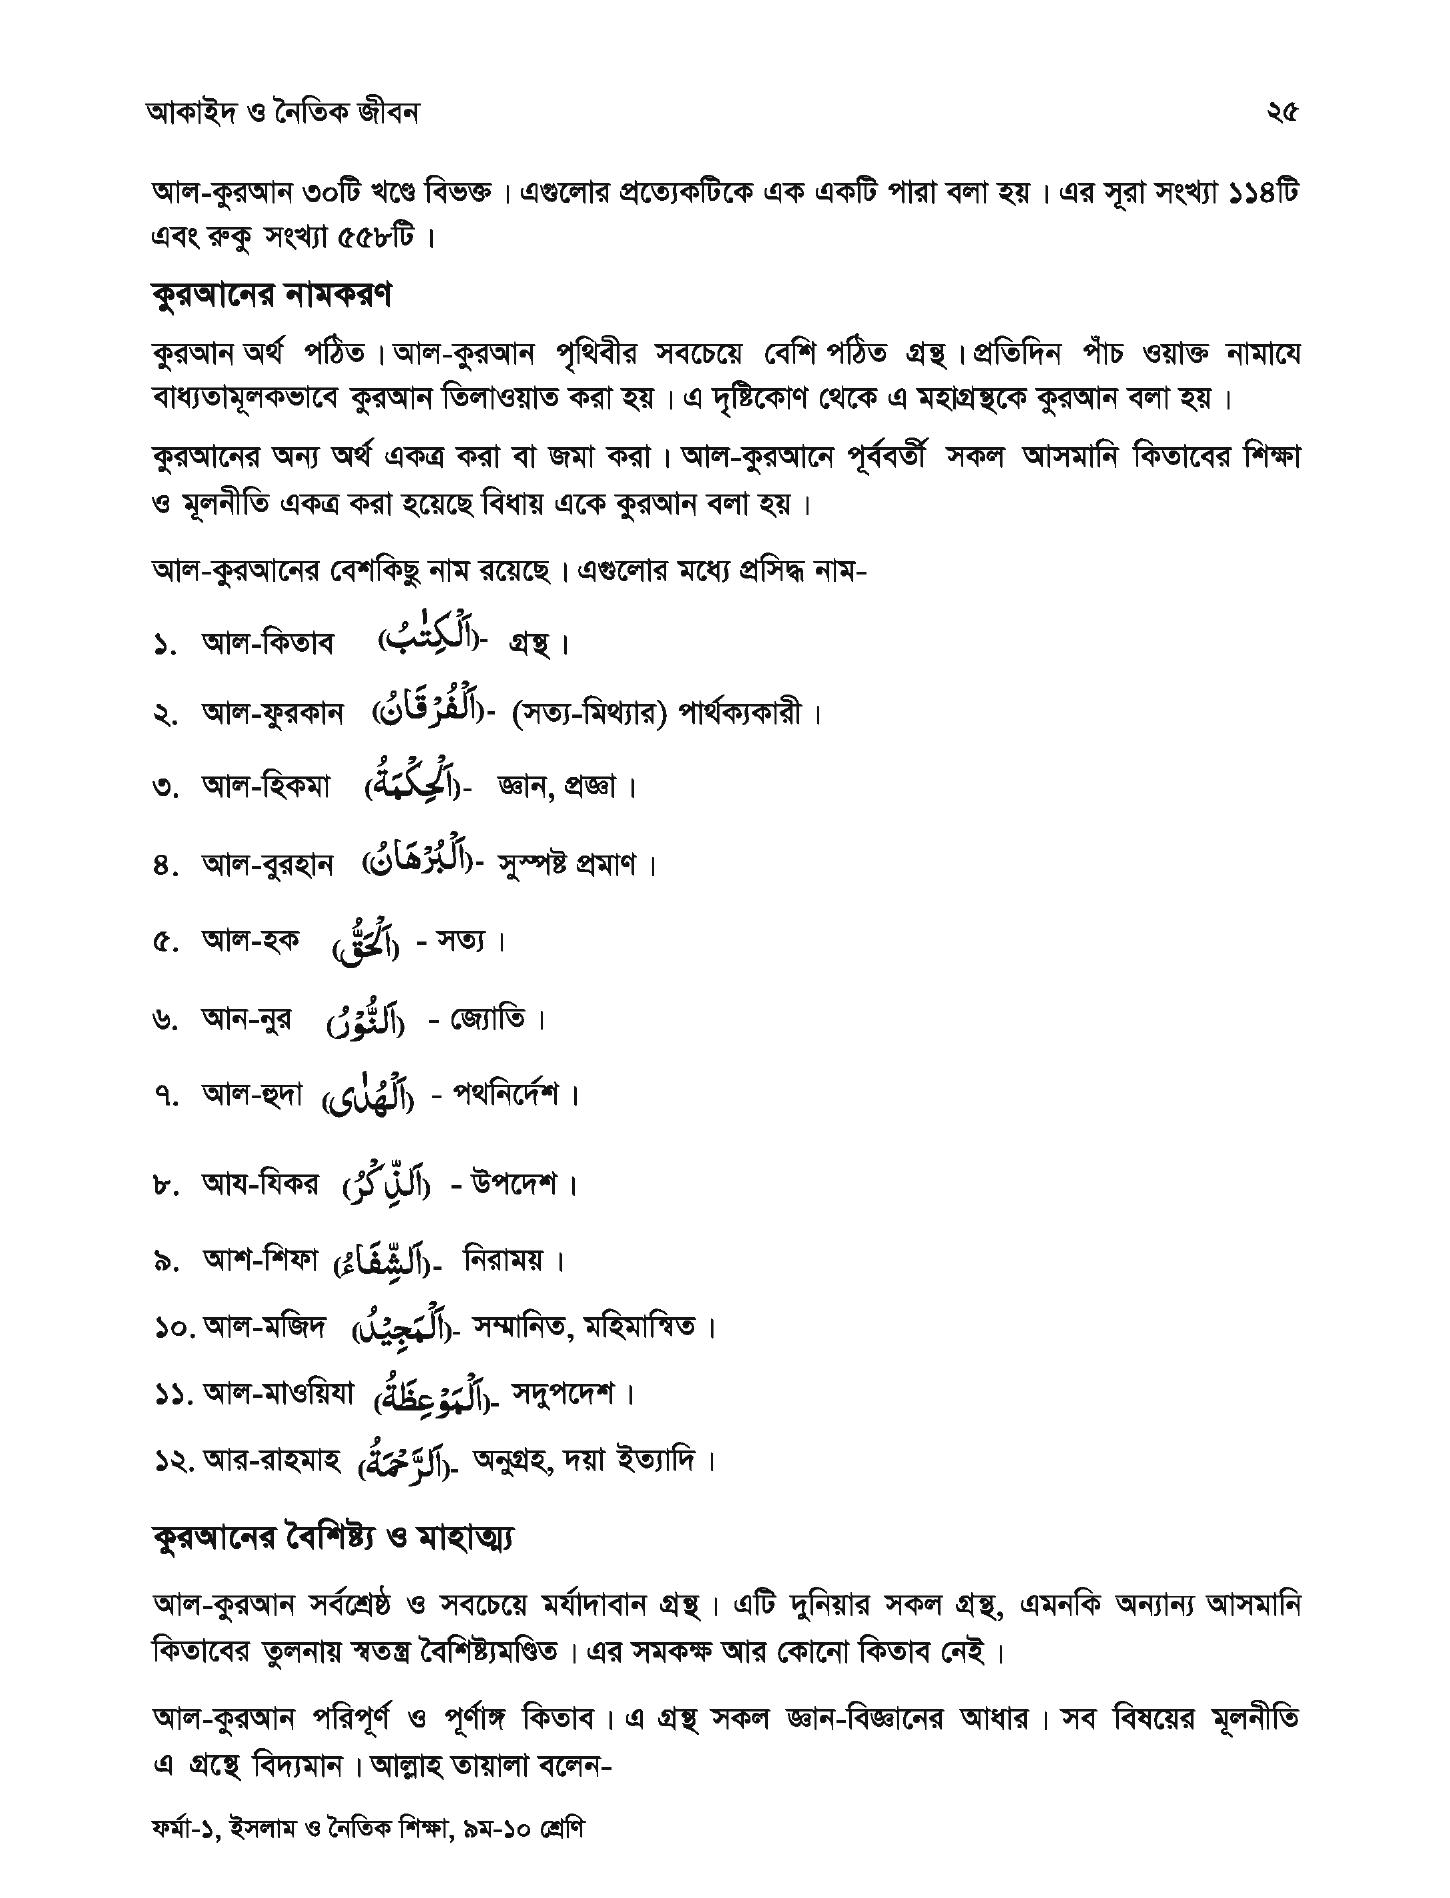 আকাইদ ও নৈতিক জীবন ২৫
আল-কুরআন ৩০টি খণ্ডে বিভক্ত। এগুলোর প্রত্যেকটিকে এক একটি পারা বলা হয়। এর সূরা সংখ্যা ১১৪টি
এবং রুকু সংখ্যা ৫৫৮টি।
কুরআনের নামকরণ
কুরআন অর্থ পঠিত। আল-কুরআন পৃথিবীর সবচেয়ে বেশি পঠিত গ্রন্থ। প্রতিদিন পাঁচ ওয়াক্ত নামাযে
বাধ্যতামূলকভাবে কুরআন তিলাওয়াত করা হয়। এ দৃষ্টিকোণ থেকে এ মহাগ্রন্থকে কুরআন বলা হয়।
কুরআনের অন্য অর্থ একত্র করা বা জমা করা। আল-কুরআনে পূর্ববর্তী সকল আসমানি কিতাবের শিক্ষা
ও মূলনীতি একত্র করা হয়েছে বিধায় একে কুরআন বলা হয়।
আল-কুরআনের বেশকিছু নাম রয়েছে। এগুলোর মধ্যে প্রসিদ্ধ নাম-
১. আল-কিতাব (اَلْكِتٰبُ)- গ্রন্থ।
২. আল-ফুরকান (اَلْفُرْقَانُ)- (সত্য-মিথ্যার) পার্থক্যকারী।
৩. আল-হিকমা (اَلْحِكْمَةُ)- জ্ঞান, প্রজ্ঞা।
৪. আল-বুরহান (اَلْبُرْهَانُ)- সুস্পষ্ট প্রমাণ।
৫. আল-হক (اَلْحَقُّ) - সত্য।
৬. আন-নুর (اَلنُّوْرُ) - জ্যোতি।
৭. আল-হুদা (اَلْهُدٰى) - পথনির্দেশ।
৮. আয-যিকর (اَلذِّكْرُ) - উপদেশ।
৯. আশ-শিফা (اَلشِّفَاءُ)- নিরাময়।
১০. আল-মজিদ (اَلْمَجِيْدُ)- সম্মানিত, মহিমান্বিত।
১১. আল-মাওয়িযা (اَلْمَوْعِظَةُ)- সদুপদেশ।
১২. আর-রাহমাহ (اَلرَّحْمَةُ)- অনুগ্রহ, দয়া ইত্যাদি।
কুরআনের বৈশিষ্ট্য ও মাহাত্ম্য
আল-কুরআন সর্বশ্রেষ্ঠ ও সবচেয়ে মর্যাদাবান গ্রন্থ। এটি দুনিয়ার সকল গ্রন্থ, এমনকি অন্যান্য আসমানি
কিতাবের তুলনায় স্বতন্ত্র বৈশিষ্ট্যমণ্ডিত। এর সমকক্ষ আর কোনো কিতাব নেই।
আল-কুরআন পরিপূর্ণ ও পূর্ণাঙ্গ কিতাব। এ গ্রন্থ সকল জ্ঞান-বিজ্ঞানের আধার। সব বিষয়ের মূলনীতি
এ গ্রন্থে বিদ্যমান। আল্লাহ তায়ালা বলেন-
ফর্মা-১, ইসলাম ও নৈতিক শিক্ষা, ৯ম-১০ শ্রেণি